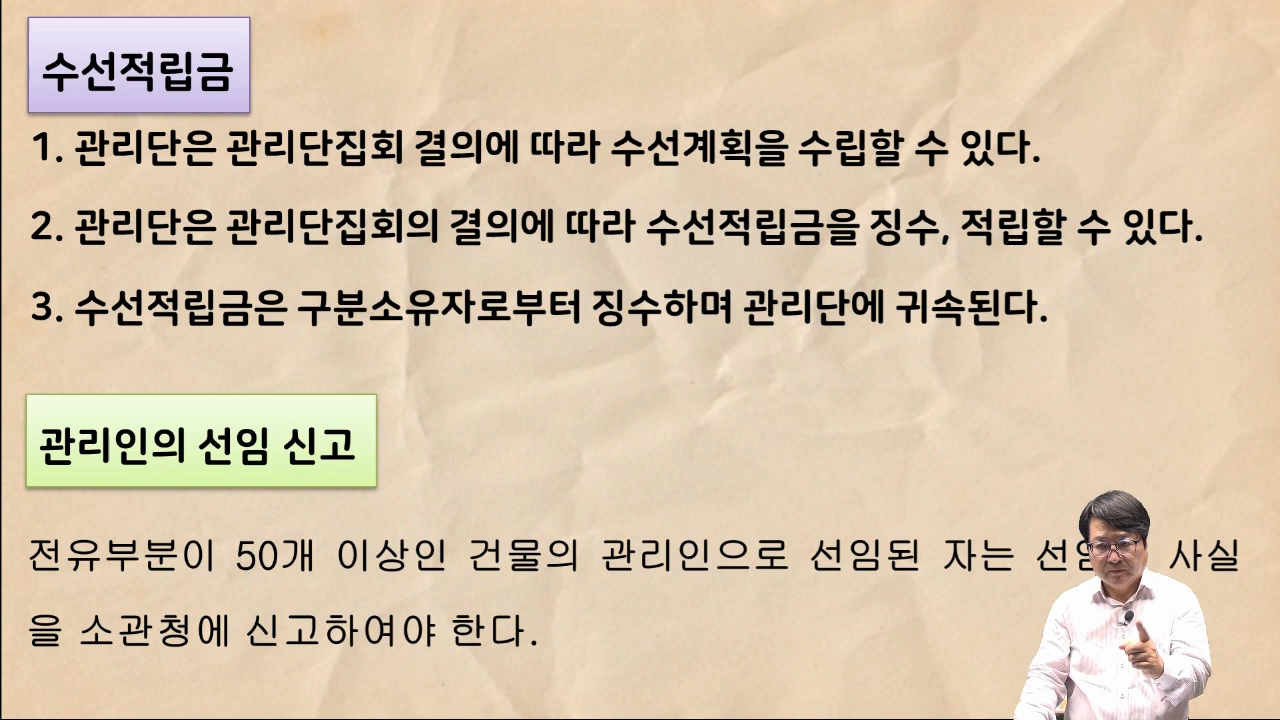 수선적립금
1. 관리단은 관리단집회 결의에 따라 수선계획을 수립할 수 있다.
2. 관리단은 관리단집회의 결의에 따라 수선적립금을 징수, 적립할 수 있다.
3. 수선적립금은 구분소유자로부터 징수하며 관리단에 귀속된다.
관리인의 선임 신고
전유부분이 50개 이상인 건물의 관리인으로 선임된 자는 사실
을 소관청에 신고하여야 한다.